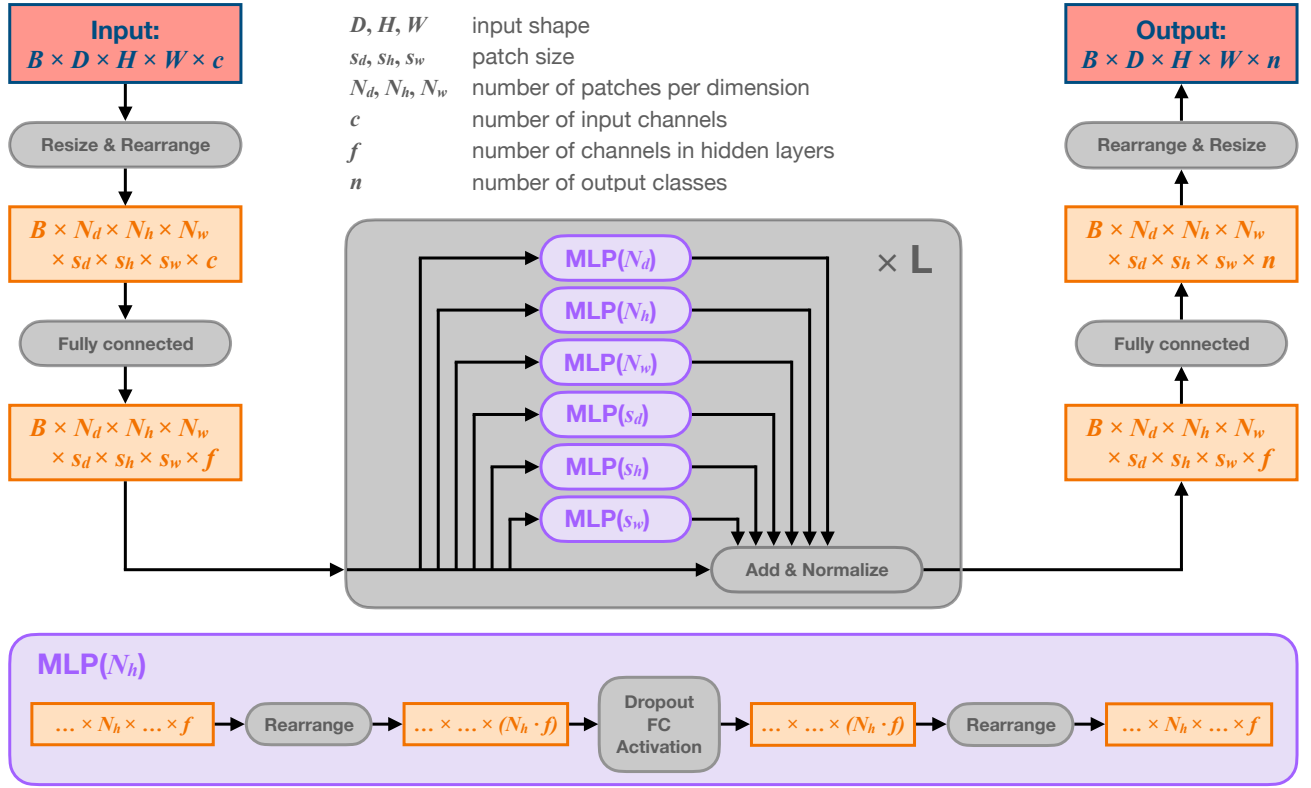 Input:
B × D × H × W × c
Resize & Rearrange
B × N_d × N_h × N_w
× s_d × s_h × s_w × c
Fully connected
B × N_d × N_h × N_w
× s_d × s_h × s_w × f
D, H, W input shape
s_d, s_h, s_w patch size
N_d, N_h, N_w number of patches per dimension
c number of input channels
f number of channels in hidden layers
n number of output classes
× L
MLP(N_d)
MLP(N_h)
MLP(N_w)
MLP(s_d)
MLP(s_h)
MLP(s_w)
Add & Normalize
Output:
B × D × H × W × n
Rearrange & Resize
B × N_d × N_h × N_w
× s_d × s_h × s_w × n
Fully connected
B × N_d × N_h × N_w
× s_d × s_h × s_w × f
MLP(N_h)
... × N_h × ... × f
Rearrange
... × ... × (N_h · f)
Dropout
FC
Activation
... × ... × (N_h · f)
Rearrange
... × N_h × ... × f